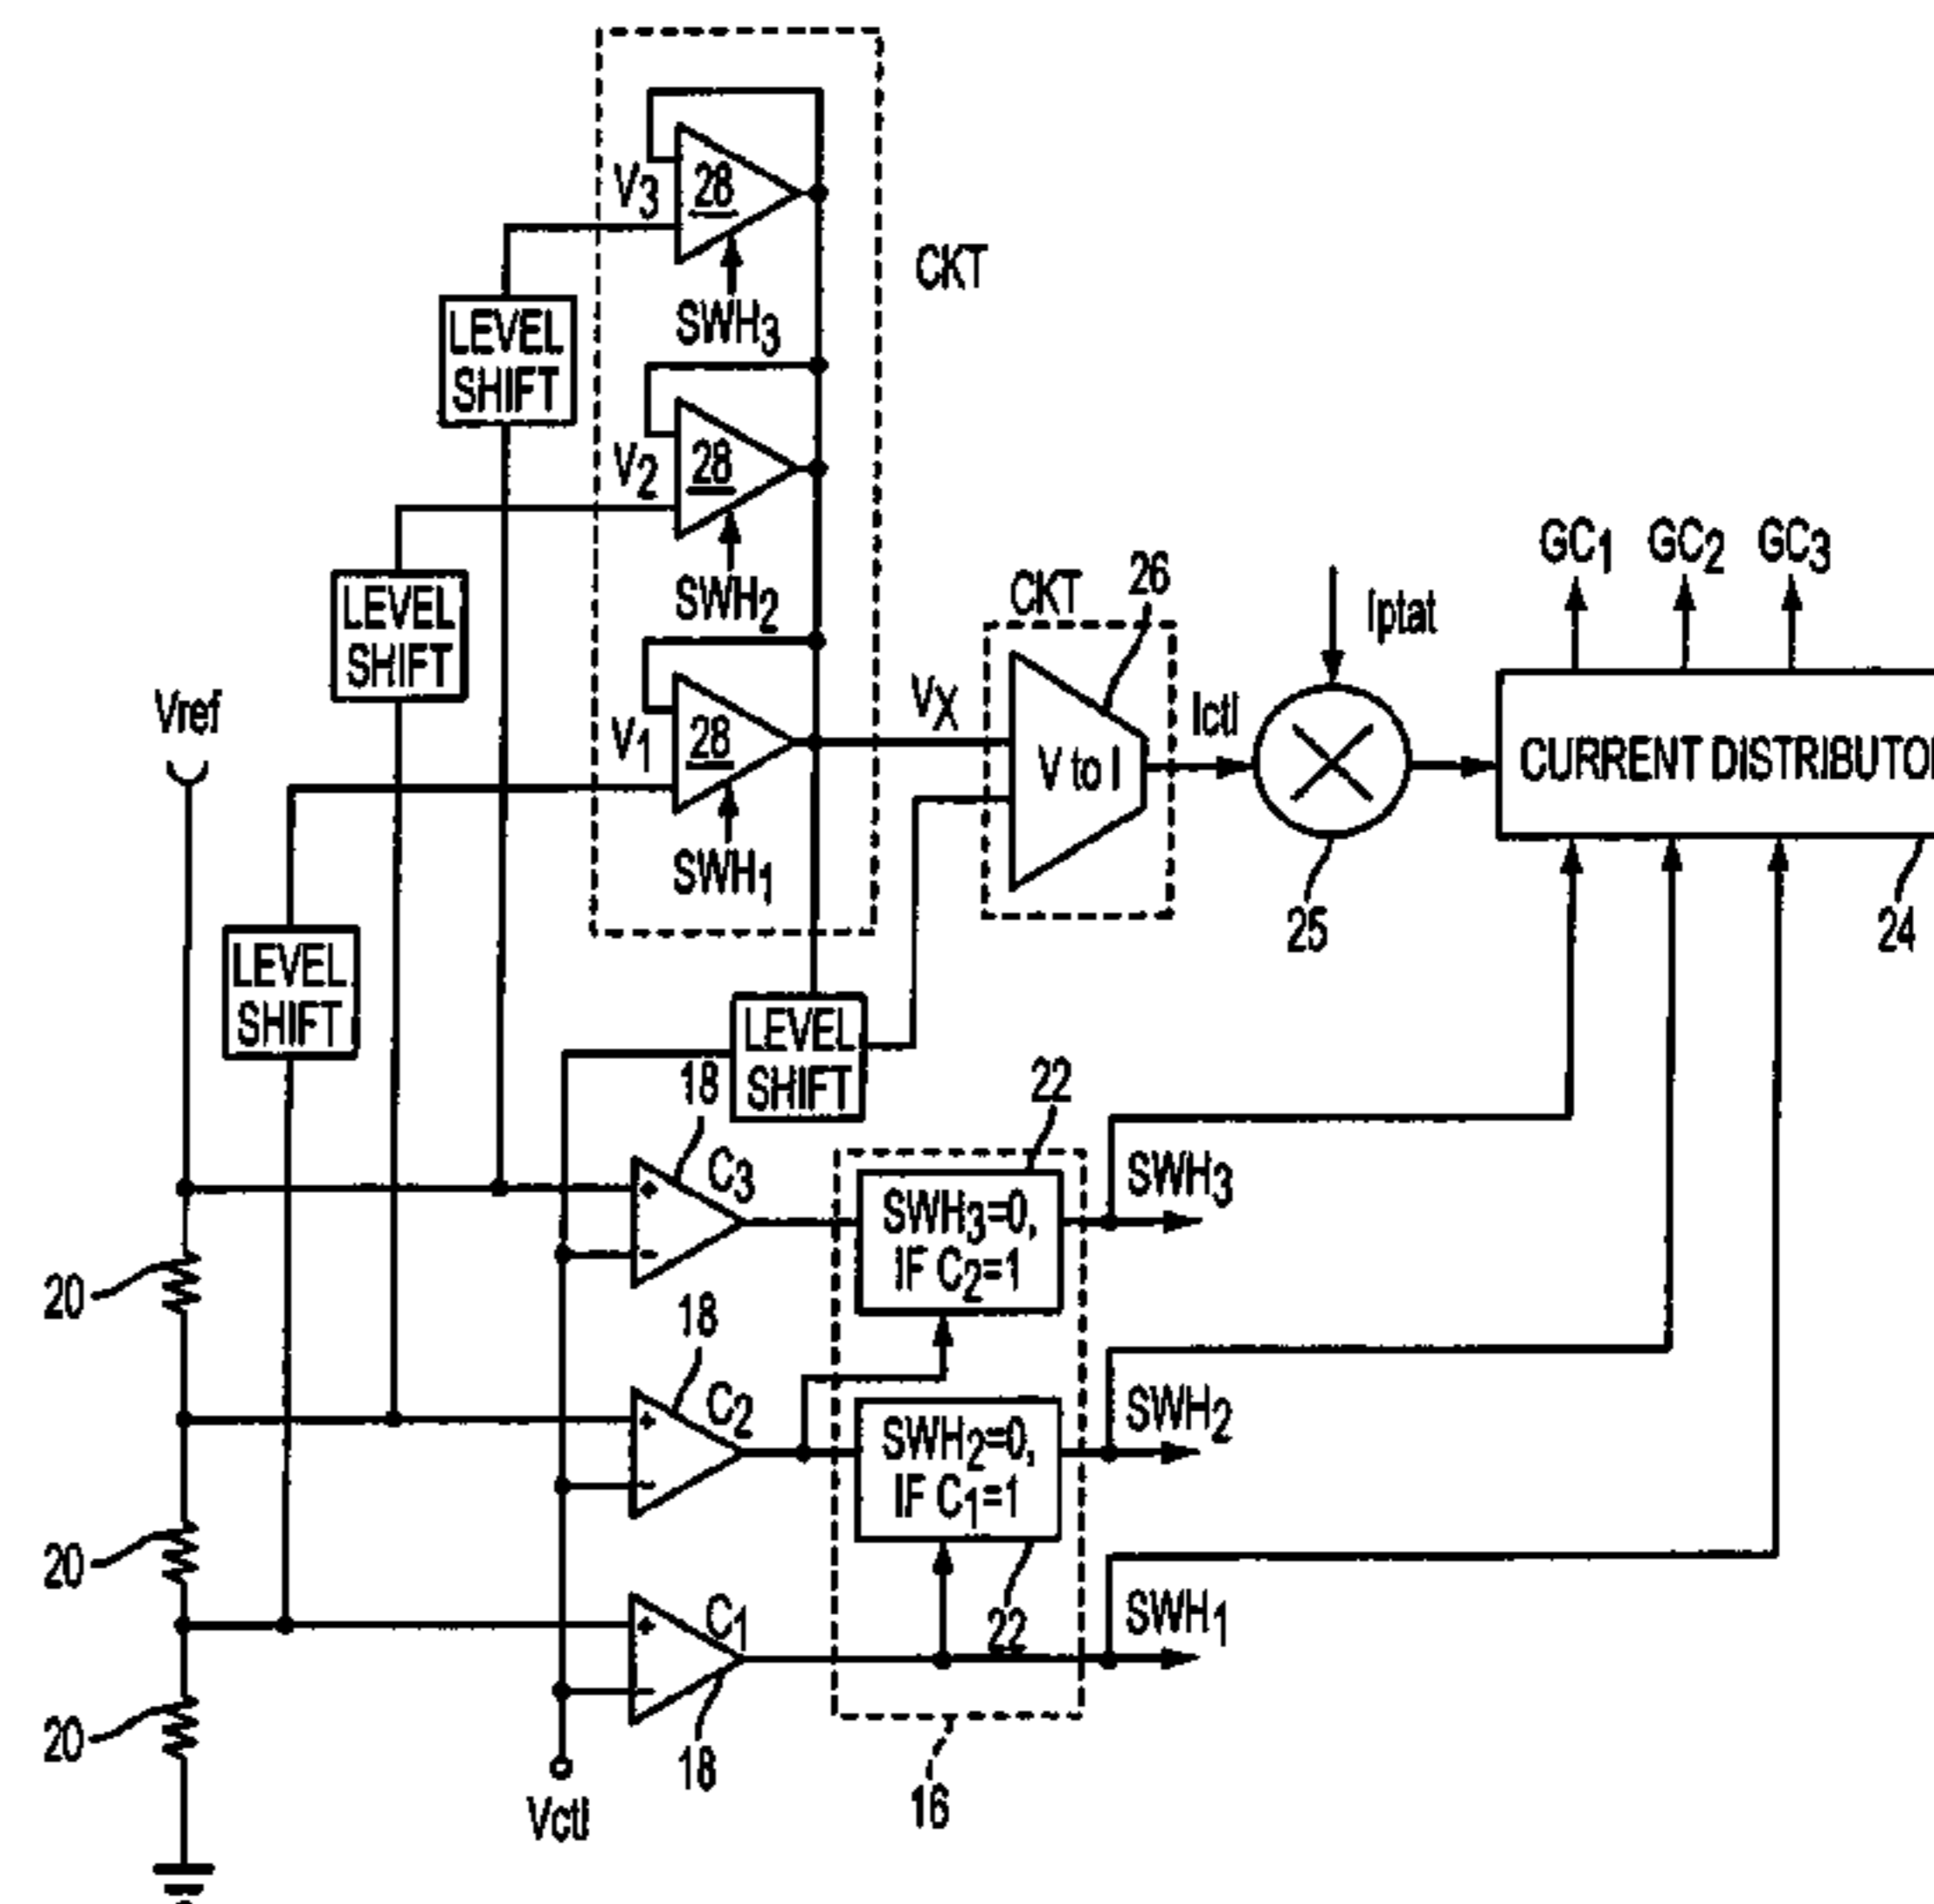 V3
28
CKT
SWH3
LEVEL
SHIFT
V2
28
GC1 GC2 GC3
LEVEL
SHIFT
SWH2
CKT
26
Iptat
Vref
V1
28
VX
V to I
Ictl
CURRENT DISTRIBUTOR
SWH1
25
24
LEVEL
SHIFT
LEVEL
SHIFT
18
22
C3
SWH3=0,
IF C2=1
SWH3
20
18
C2
SWH2=0,
IF C1=1
SWH2
20
C1
22
SWH1
20
18
16
Vctl